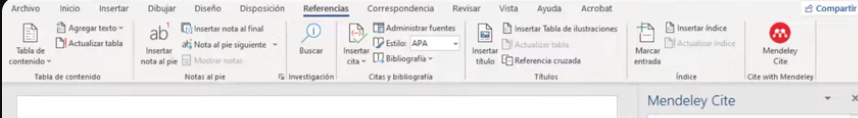 Archivo Inicio Insertar Dibujar Diseño Disposición Referencias Correspondencia Revisar Vista Ayuda Acrobat Compartir
Tabla de contenido
Agregar texto
Actualizar tabla
Tabla de contenido
ab¹
Insertar nota al pie
Insertar nota al final
Nota al pie siguiente
Mostrar notas
Notas al pie
Buscar
Investigación
Insertar cita
Administrar fuentes
Estilo: APA
Bibliografía
Citas y bibliografía
Insertar título
Insertar Tabla de ilustraciones
Actualizar tabla
Referencia cruzada
Títulos
Marcar entrada
Insertar índice
Actualizar índice
Índice
Mendeley Cite
Cite with Mendeley
Mendeley Cite